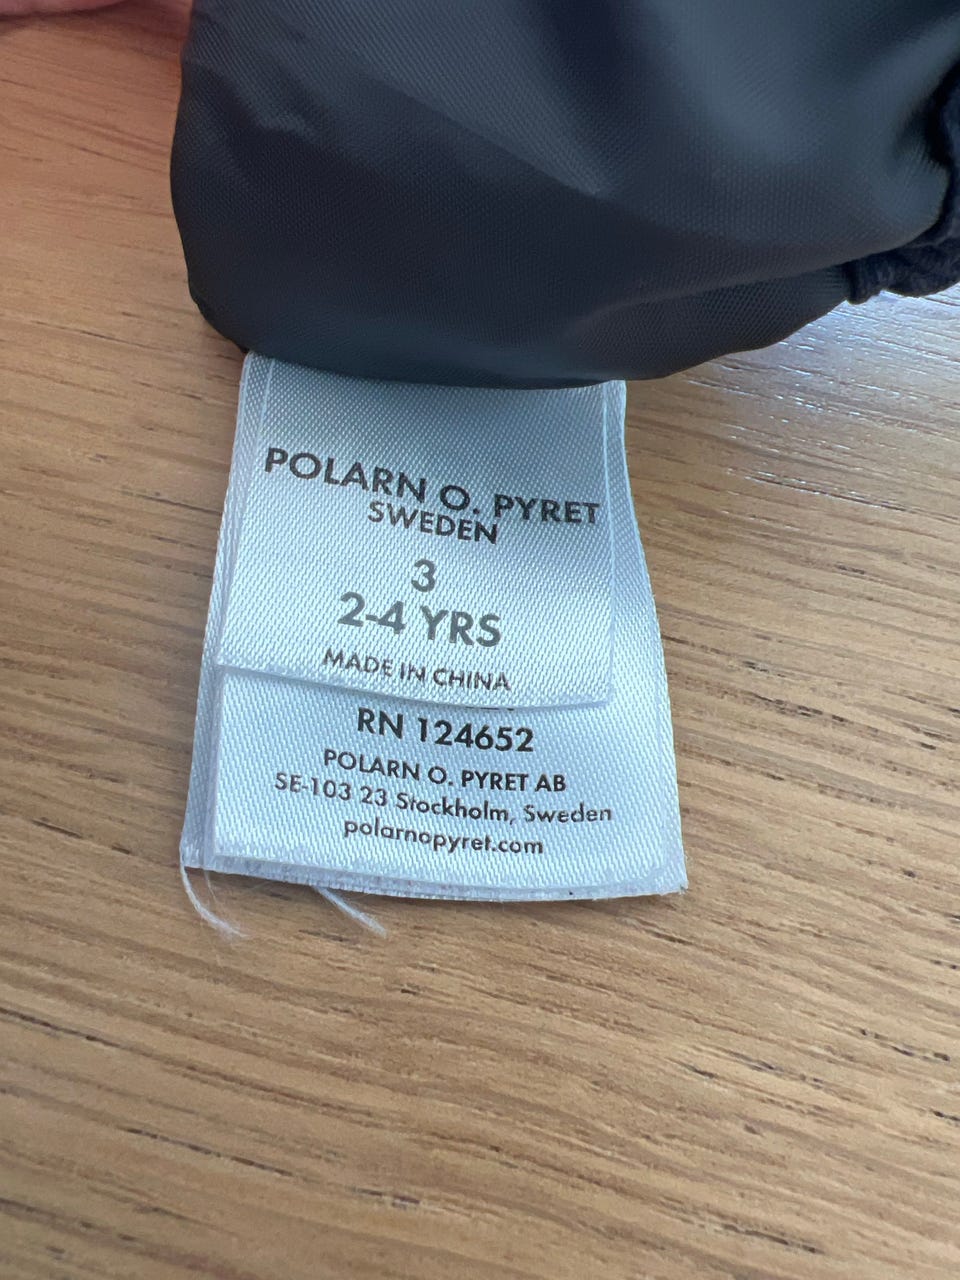 POLARN O. PYRET
SWEDEN
3
2-4 YRS
MADE IN CHINA
RN 124652
POLARN O. PYRET AB
SE-103 23 Stockholm, Sweden
polarnopyret.com